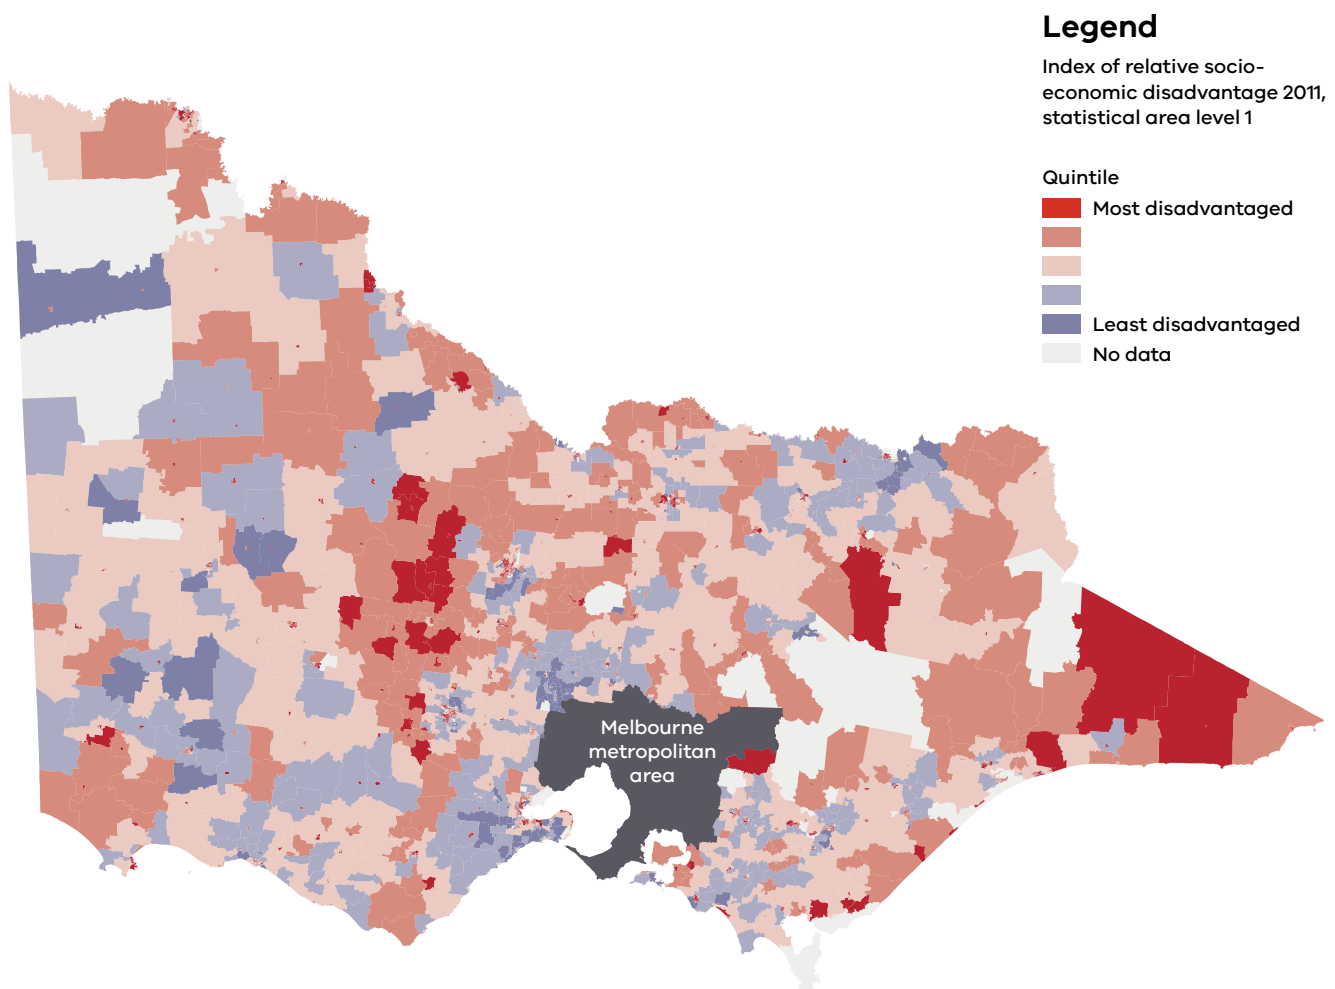 Legend
Index of relative socio-
economic disadvantage 2011,
statistical area level 1
Quintile
Most disadvantaged
Least disadvantaged
No data
Melbourne
metropolitan
area